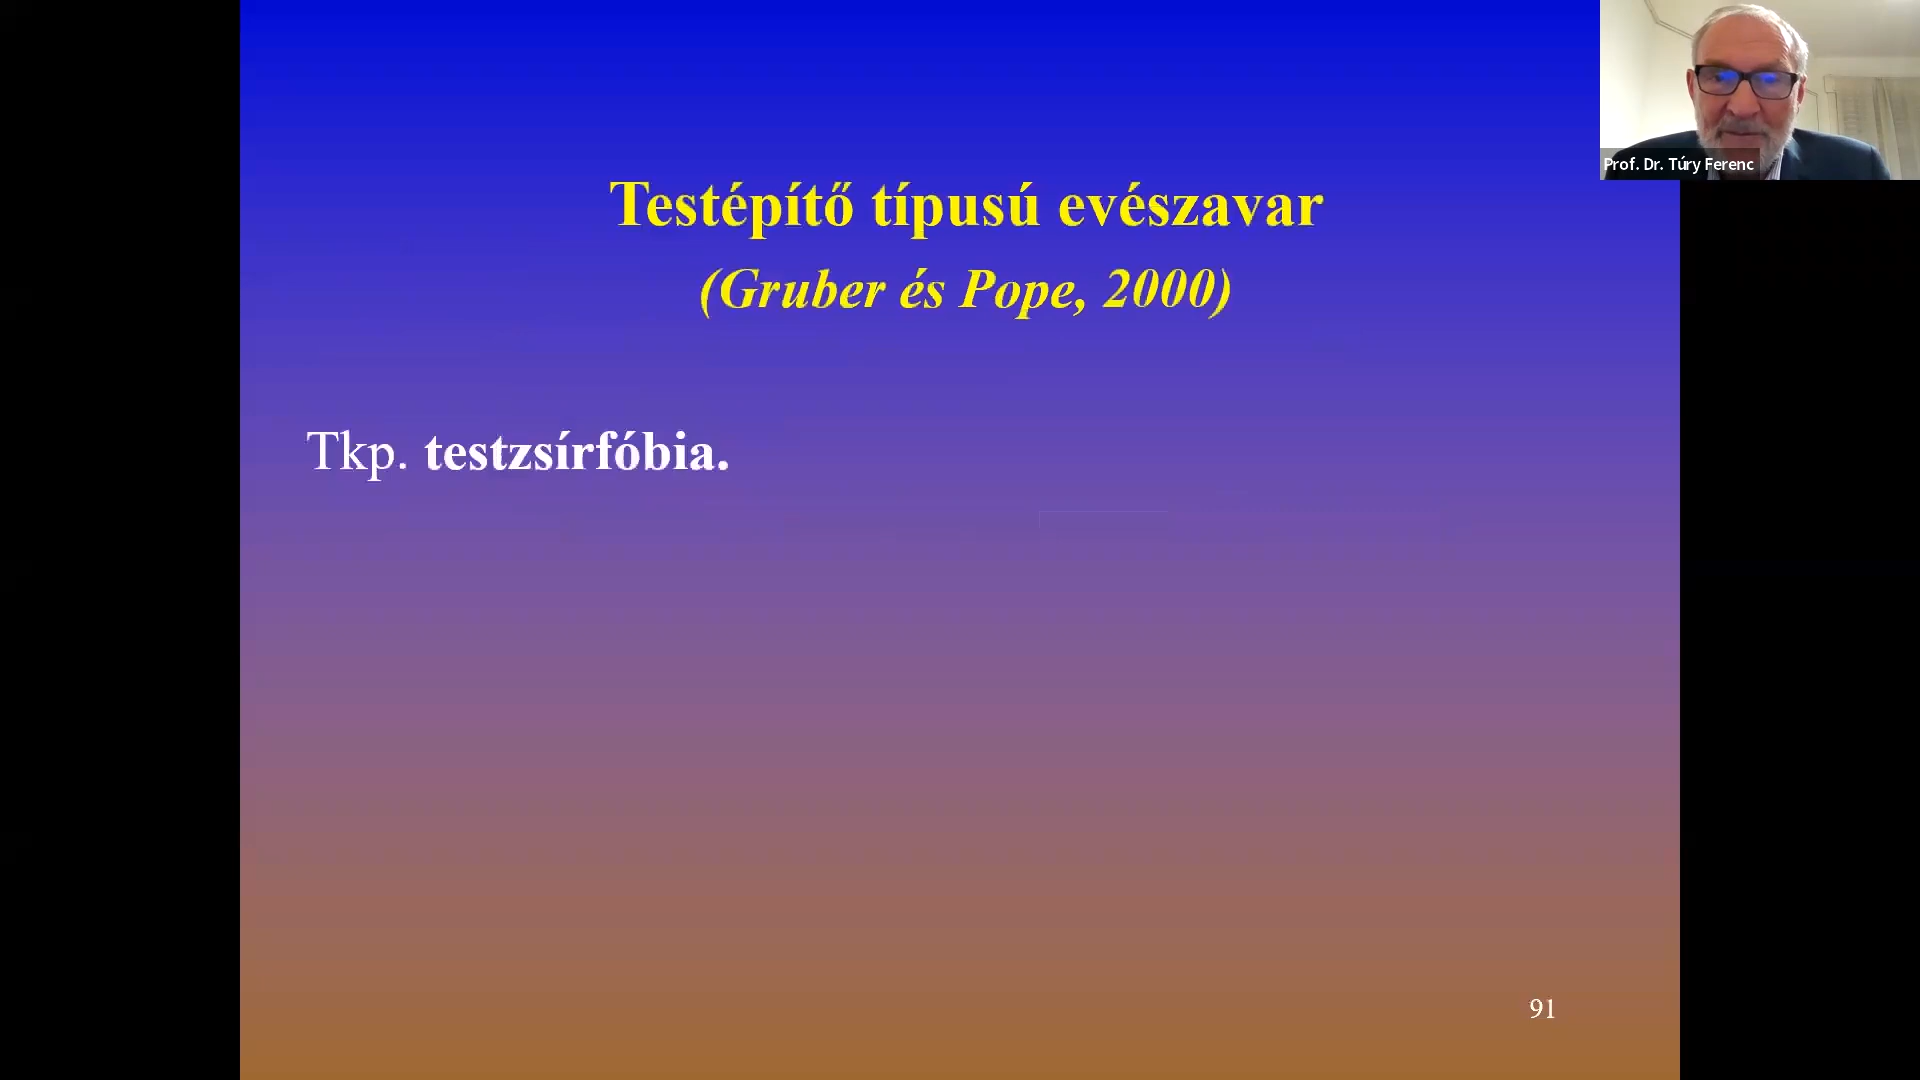 Testépítő típusú evészavar
(Gruber és Pope, 2000)
Tkp. testzsírfóbia.
91
Prof. Dr. Túry Ferenc